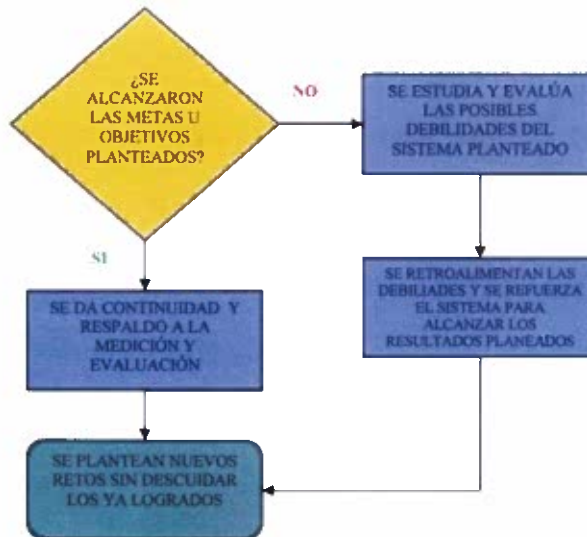 ¿SE
ALCANZARON
LAS METAS U
OBJETIVOS
PLANTEADOS?
NO
SE ESTUDIA Y EVALÚA
LAS POSIBLES
DEBILIDADES DEL
SISTEMA PLANTEADO
SI
SE RETROALIMENTAN LAS
DEBILIADES Y SE REFUERZA
EL SISTEMA PARA
ALCANZAR LOS
RESULTADOS PLANEADOS
SE DA CONTINUIDAD Y
RESPALDO A LA
MEDICIÓN Y
EVALUACIÓN
SE PLANTEAN NUEVOS
RETOS SIN DESCUIDAR
LOS YA LOGRADOS